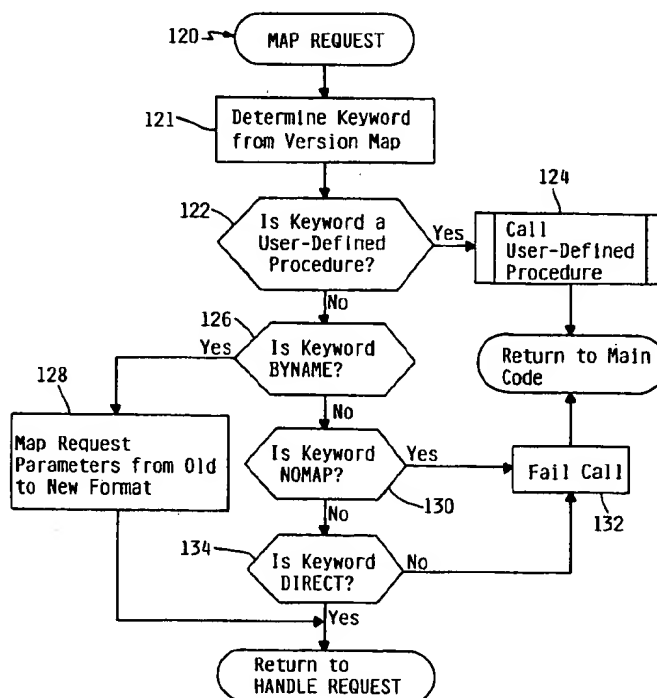 120
MAP REQUEST
121
Determine Keyword
from Version Map
122
Is Keyword a
User-Defined
Procedure?
Yes
124
Call
User-Defined
Procedure
No
126
Yes
Is Keyword
BYNAME?
Return to Main
Code
128
Map Request
Parameters from Old
to New Format
No
Is Keyword
NOMAP?
Yes
130
Fail Call
132
No
134
Is Keyword
DIRECT?
No
Yes
Return to
HANDLE REQUEST